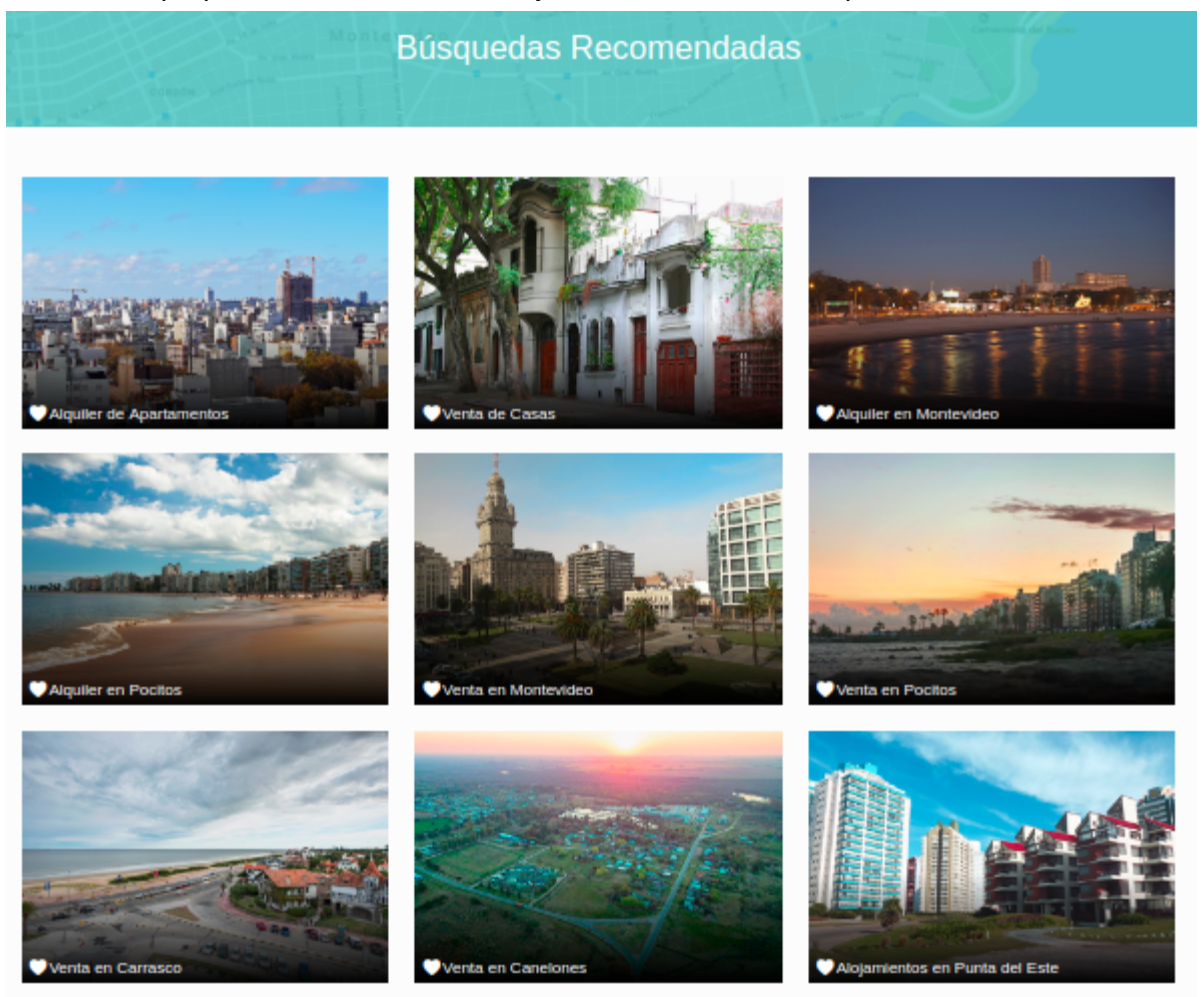 Búsquedas Recomendadas
Alquiler de Apartamentos
Venta de Casas
Alquiler en Montevideo
Alquiler en Pocitos
Venta en Montevideo
Venta en Pocitos
Venta en Carrasco
Venta en Canelones
Alojamientos en Punta del Este